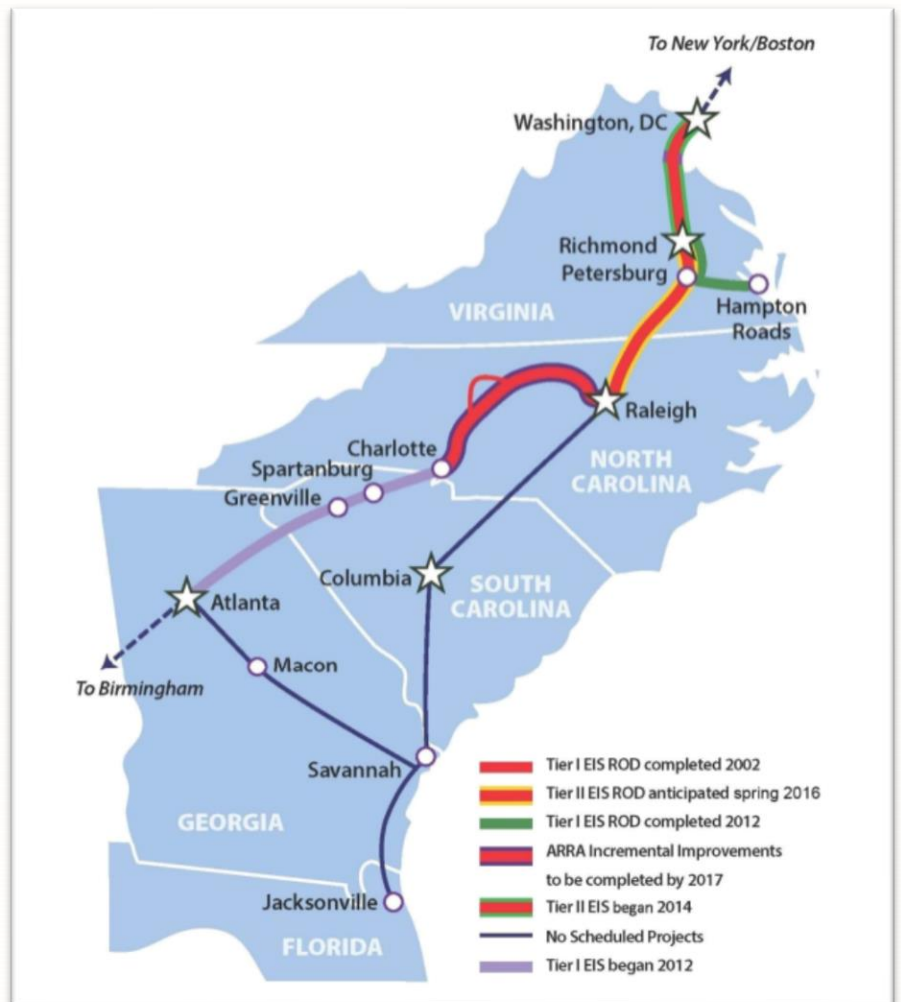 To New York/Boston
Washington, DC
Richmond
Petersburg
Hampton
Roads
VIRGINIA
Raleigh
Charlotte
Spartanburg
Greenville
NORTH
CAROLINA
Columbia
SOUTH
CAROLINA
Atlanta
Macon
To Birmingham
Savannah
GEORGIA
Jacksonville
FLORIDA
Tier I EIS ROD completed 2002
Tier II EIS ROD anticipated spring 2016
Tier I EIS ROD completed 2012
ARRA Incremental Improvements
to be completed by 2017
Tier II EIS began 2014
No Scheduled Projects
Tier I EIS began 2012